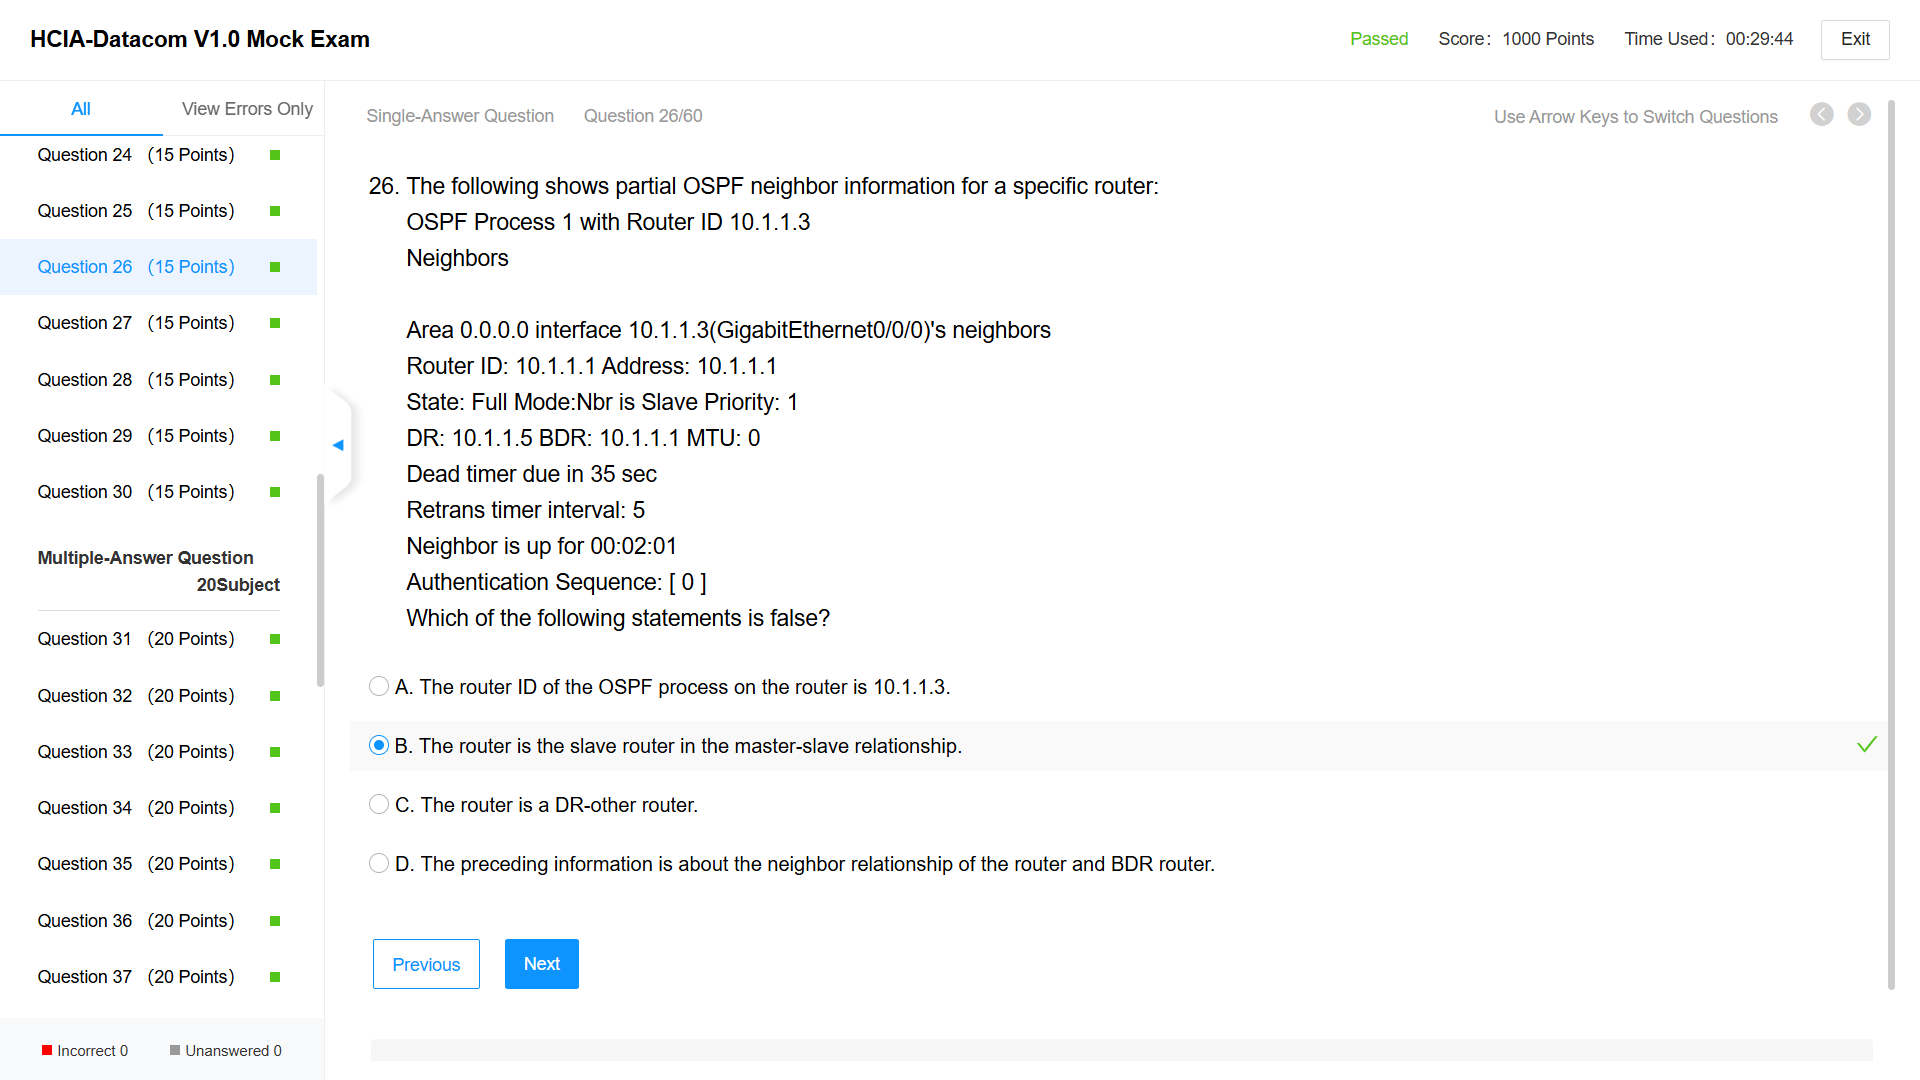 HCIA-Datacom V1.0 Mock Exam
Passed
Score: 1000 Points
Time Used: 00:29:44
Exit
All
View Errors Only
Question 24 (15 Points)
Question 25 (15 Points)
Question 26 (15 Points)
Question 27 (15 Points)
Question 28 (15 Points)
Question 29 (15 Points)
Question 30 (15 Points)
Multiple-Answer Question
20Subject
Question 31 (20 Points)
Question 32 (20 Points)
Question 33 (20 Points)
Question 34 (20 Points)
Question 35 (20 Points)
Question 36 (20 Points)
Question 37 (20 Points)
Incorrect 0
Unanswered 0
Single-Answer Question
Question 26/60
Use Arrow Keys to Switch Questions
26. The following shows partial OSPF neighbor information for a specific router:
OSPF Process 1 with Router ID 10.1.1.3
Neighbors
Area 0.0.0.0 interface 10.1.1.3(GigabitEthernet0/0/0)'s neighbors
Router ID: 10.1.1.1 Address: 10.1.1.1
State: Full Mode:Nbr is Slave Priority: 1
DR: 10.1.1.5 BDR: 10.1.1.1 MTU: 0
Dead timer due in 35 sec
Retrans timer interval: 5
Neighbor is up for 00:02:01
Authentication Sequence: [ 0 ]
Which of the following statements is false?
A. The router ID of the OSPF process on the router is 10.1.1.3.
B. The router is the slave router in the master-slave relationship.
C. The router is a DR-other router.
D. The preceding information is about the neighbor relationship of the router and BDR router.
Previous
Next